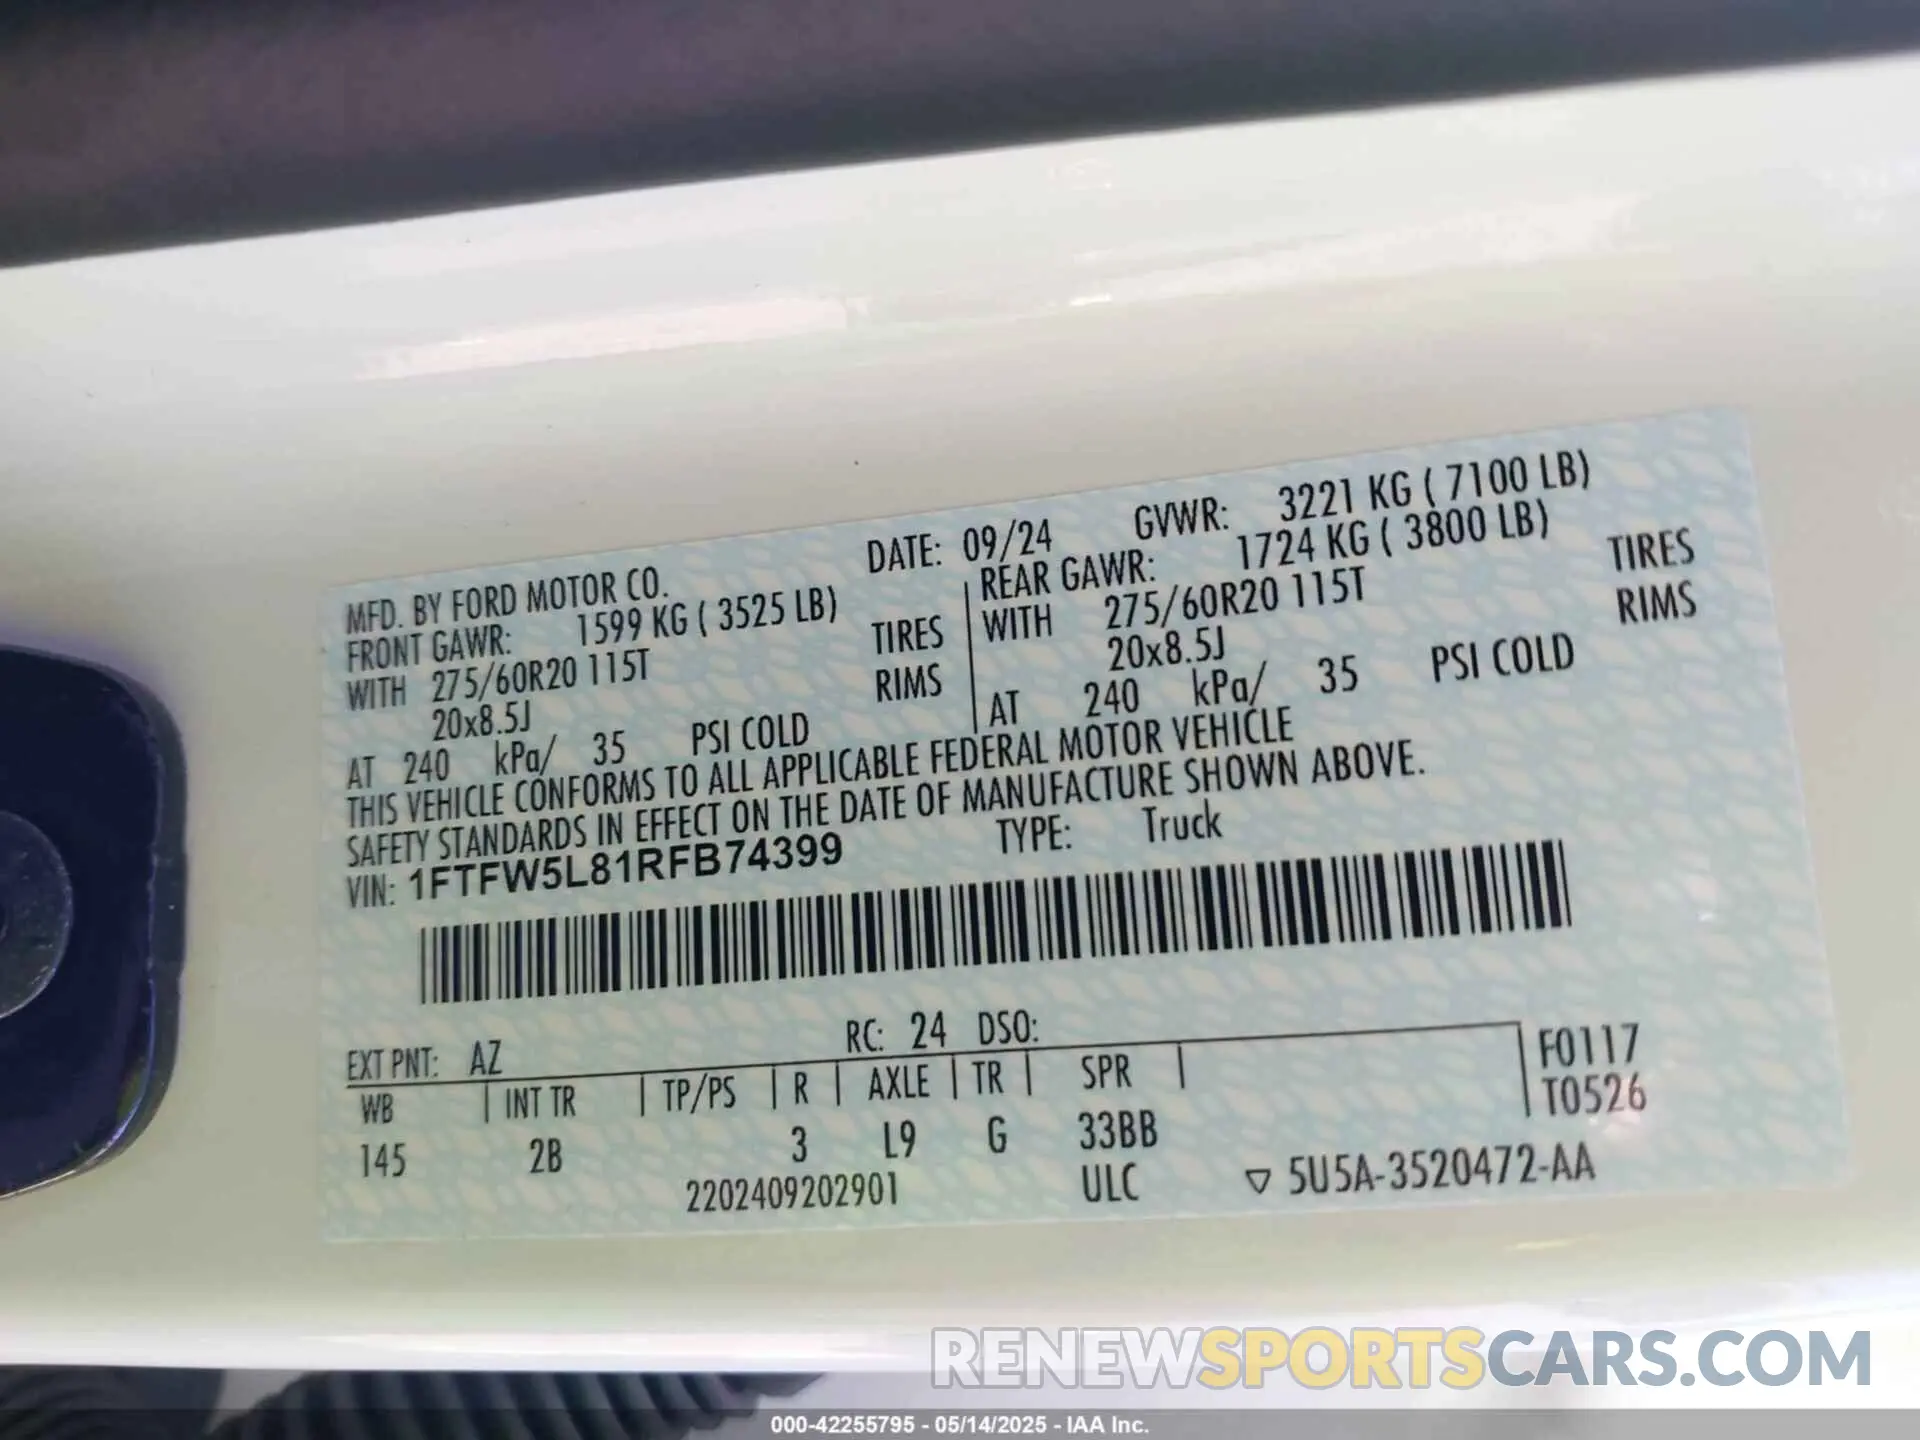 MFD. BY FORD MOTOR CO.
DATE: 09/24 GVWR: 3221 KG ( 7100 LB)
FRONT GAWR: 1599 KG ( 3525 LB)
REAR GAWR: 1724 KG ( 3800 LB)
WITH 275/60R20 115T TIRES
WITH 275/60R20 115T TIRES
20x8.5J RIMS
20x8.5J RIMS
AT 240 kPa/ 35 PSI COLD
AT 240 kPa/ 35 PSI COLD
THIS VEHICLE CONFORMS TO ALL APPLICABLE FEDERAL MOTOR VEHICLE
SAFETY STANDARDS IN EFFECT ON THE DATE OF MANUFACTURE SHOWN ABOVE.
VIN: 1FTFW5L81RFB74399 TYPE: Truck
EXT PNT: AZ RC: 24 DSO:
WB INT TR TP/PS R AXLE TR SPR
F0117
T0526
145 2B 3 L9 G 33BB
2202409202901 ULC ▽ 5U5A-3520472-AA
RENEWSPORTSCARS.COM
000-42255795 - 05/14/2025 - IAA Inc.